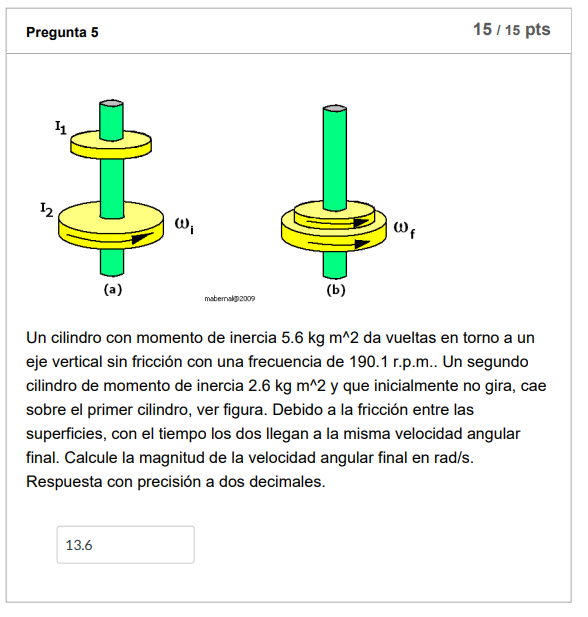 Pregunta 5
15 / 15 pts
I1
I2
ωi
ωf
(a)
(b)
mabernal@2009
Un cilindro con momento de inercia 5.6 kg m^2 da vueltas en torno a un
eje vertical sin fricción con una frecuencia de 190.1 r.p.m.. Un segundo
cilindro de momento de inercia 2.6 kg m^2 y que inicialmente no gira, cae
sobre el primer cilindro, ver figura. Debido a la fricción entre las
superficies, con el tiempo los dos llegan a la misma velocidad angular
final. Calcule la magnitud de la velocidad angular final en rad/s.
Respuesta con precisión a dos decimales.
13.6